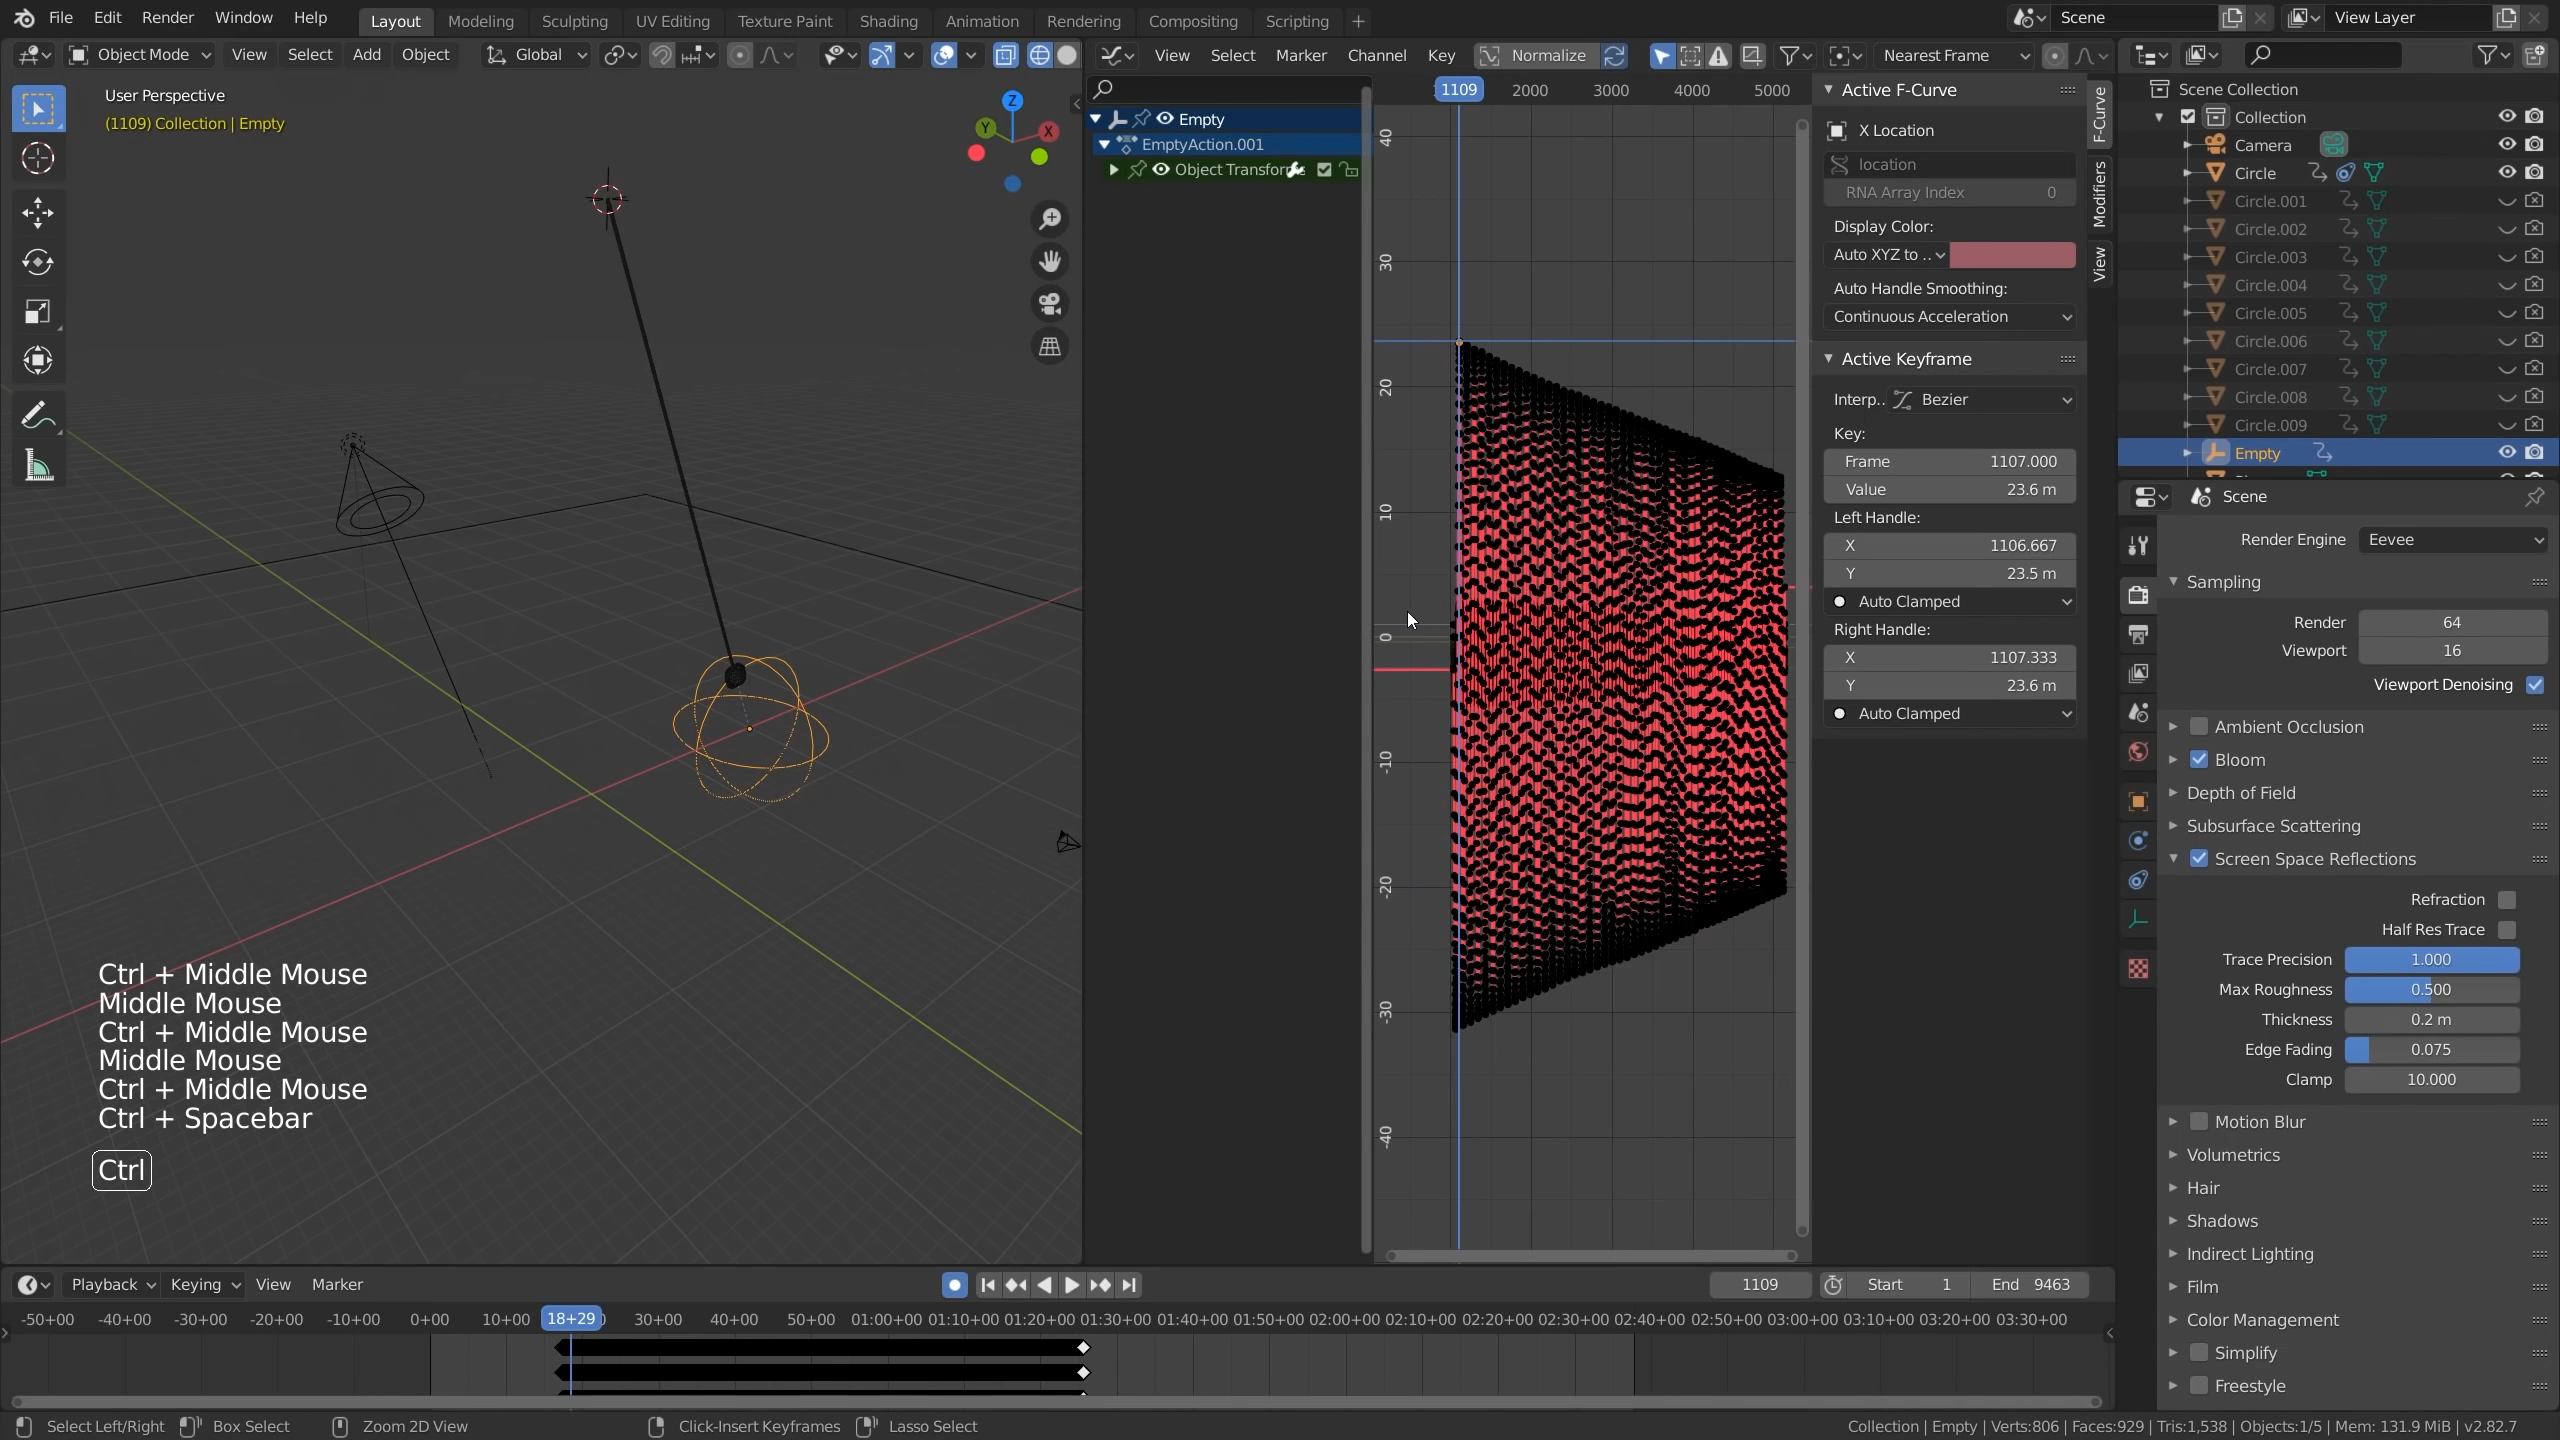 File Edit Render Window Help
Layout Modeling Sculpting UV Editing Texture Paint Shading Animation Rendering Compositing Scripting +
Scene
View Layer
Object Mode View Select Add Object Global
View Select Marker Channel Key Normalize Nearest Frame
User Perspective
(1109) Collection | Empty
Z
Y
X
Empty
EmptyAction.001
Object Transfor
1109 2000 3000 4000 5000
40
30
20
10
0
-10
-20
-30
-40
Active F-Curve
X Location
location
RNA Array Index 0
Display Color:
Auto XYZ to ..
Auto Handle Smoothing:
Continuous Acceleration
Active Keyframe
Interp.. Bezier
Key:
Frame 1107.000
Value 23.6 m
Left Handle:
X 1106.667
Y 23.5 m
Auto Clamped
Right Handle:
X 1107.333
Y 23.6 m
Auto Clamped
F-Curve
Modifiers
View
Scene Collection
Collection
Camera
Circle
Circle.001
Circle.002
Circle.003
Circle.004
Circle.005
Circle.006
Circle.007
Circle.008
Circle.009
Empty
Scene
Render Engine Eevee
Sampling
Render 64
Viewport 16
Viewport Denoising
Ambient Occlusion
Bloom
Depth of Field
Subsurface Scattering
Screen Space Reflections
Refraction
Half Res Trace
Trace Precision 1.000
Max Roughness 0.500
Thickness 0.2 m
Edge Fading 0.075
Clamp 10.000
Motion Blur
Volumetrics
Hair
Shadows
Indirect Lighting
Film
Color Management
Simplify
Freestyle
Ctrl + Middle Mouse
Middle Mouse
Ctrl + Middle Mouse
Middle Mouse
Ctrl + Middle Mouse
Ctrl + Spacebar
Ctrl
Playback Keying View Marker
1109 Start 1 End 9463
-50+00 -40+00 -30+00 -20+00 -10+00 0+00 10+00 18+29 30+00 40+00 50+00 01:00+00 01:10+00 01:20+00 01:30+00 01:40+00 01:50+00 02:00+00 02:10+00 02:20+00 02:30+00 02:40+00 02:50+00 03:00+00 03:10+00 03:20+00 03:30+00
Select Left/Right Box Select Zoom 2D View Click-Insert Keyframes Lasso Select
Collection | Empty | Verts:806 | Faces:929 | Tris:1,538 | Objects:1/5 | Mem: 131.9 MiB | v2.82.7